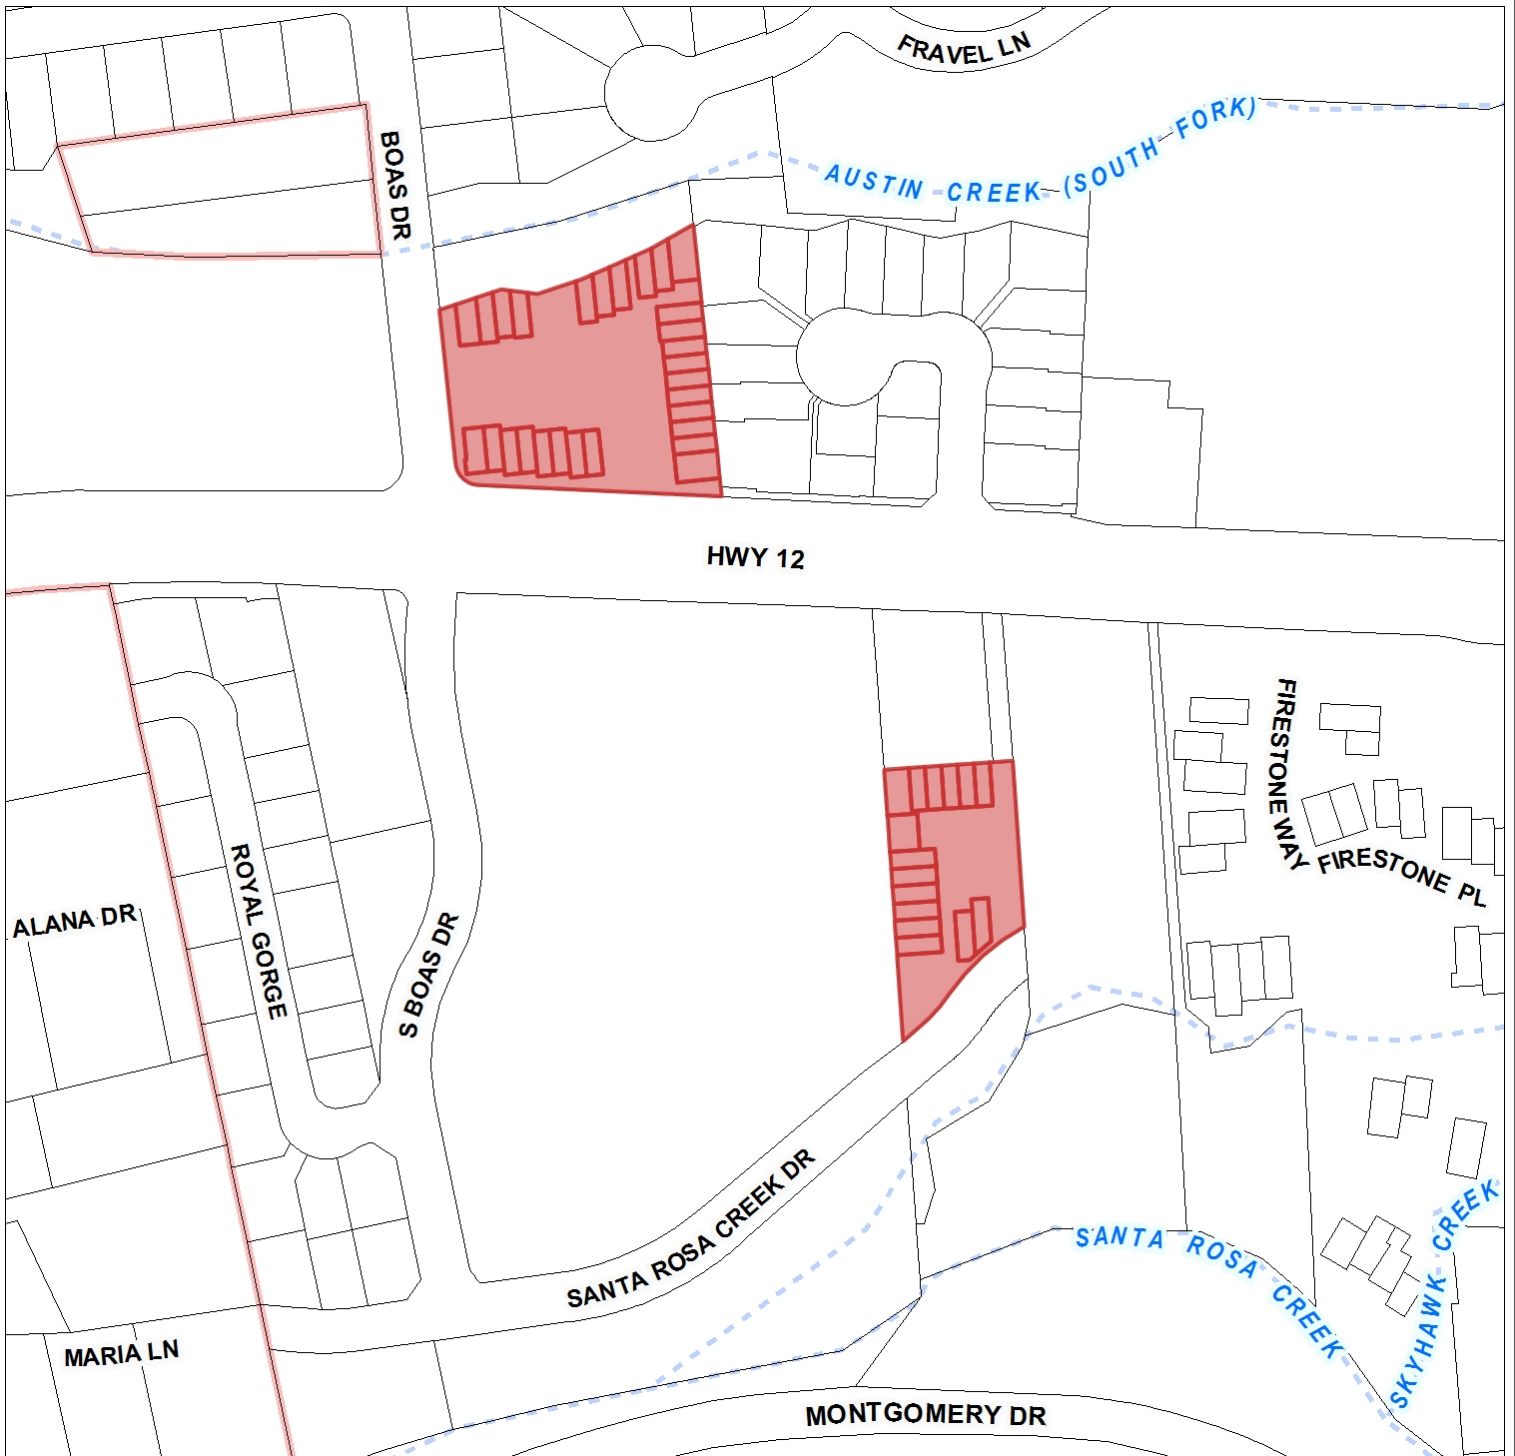 FRAVEL LN
BOAS DR
AUSTIN CREEK (SOUTH FORK)
HWY 12
FIRESTONE WAY
FIRESTONE PL
ROYAL GORGE
ALANA DR
S BOAS DR
SANTA ROSA CREEK DR
SANTA ROSA CREEK
SKYHAWK CREEK
MARIA LN
MONTGOMERY DR